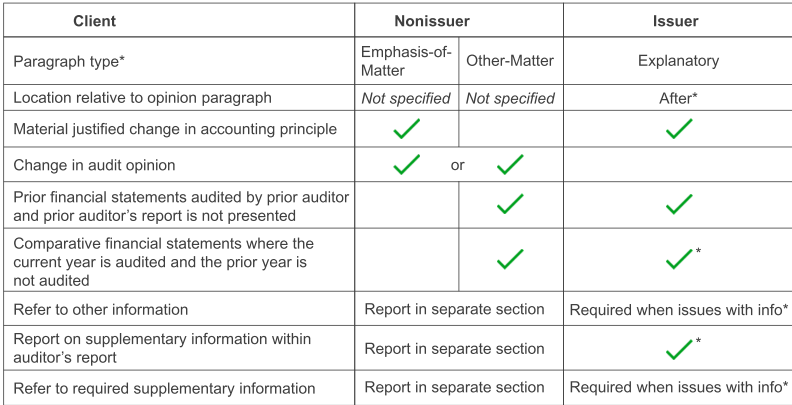 Client Nonissuer Issuer
Paragraph type* Emphasis-of-
Matter Other-Matter Explanatory
Location relative to opinion paragraph Not specified Not specified After*
Material justified change in accounting principle
Change in audit opinion or
Prior financial statements audited by prior auditor
and prior auditor's report is not presented
Comparative financial statements where the
current year is audited and the prior year is
not audited *
Refer to other information Report in separate section Required when issues with info*
Report on supplementary information within
auditor's report Report in separate section *
Refer to required supplementary information Report in separate section Required when issues with info*